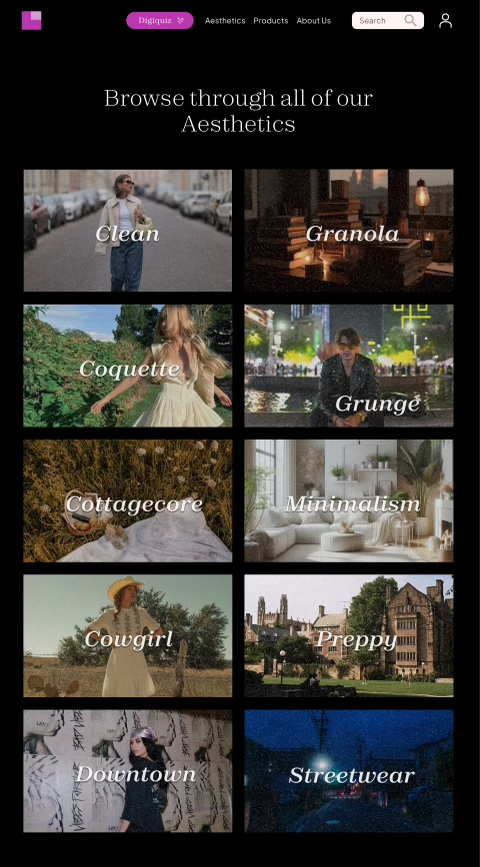 Digiquiz
Aesthetics
Products
About Us
Search
Browse through all of our
Aesthetics
Clean
Granola
Coquette
Grunge
Cottagecore
Minimalism
Cowgirl
Preppy
Downtown
Streetwear